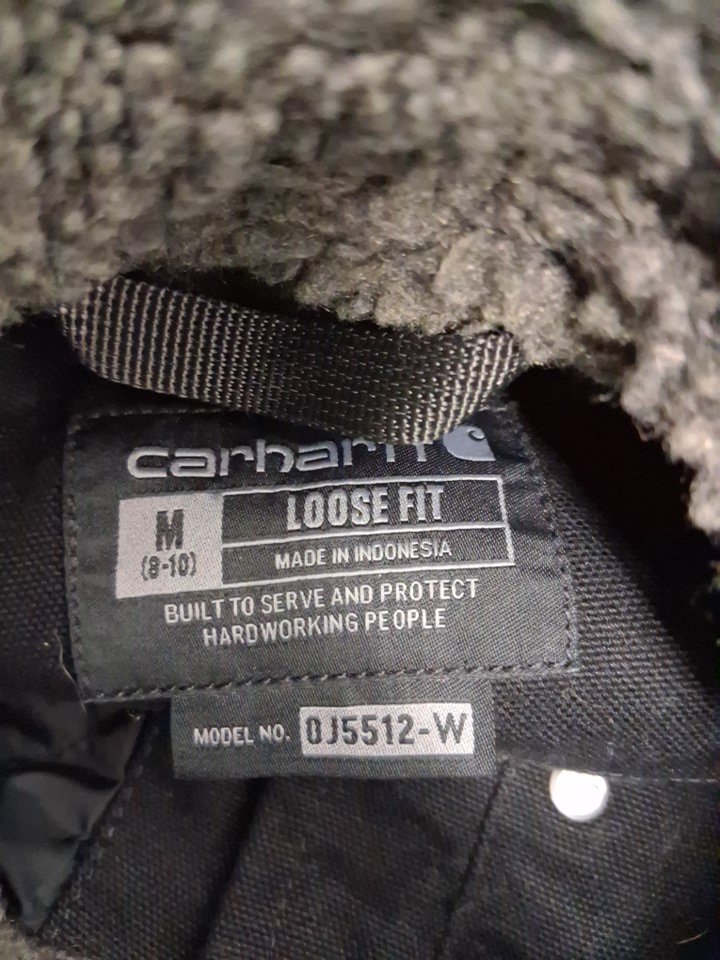 carhartt
M
(8-10)
LOOSE FIT
MADE IN INDONESIA
BUILT TO SERVE AND PROTECT
HARDWORKING PEOPLE
MODEL NO. OJ5512-W